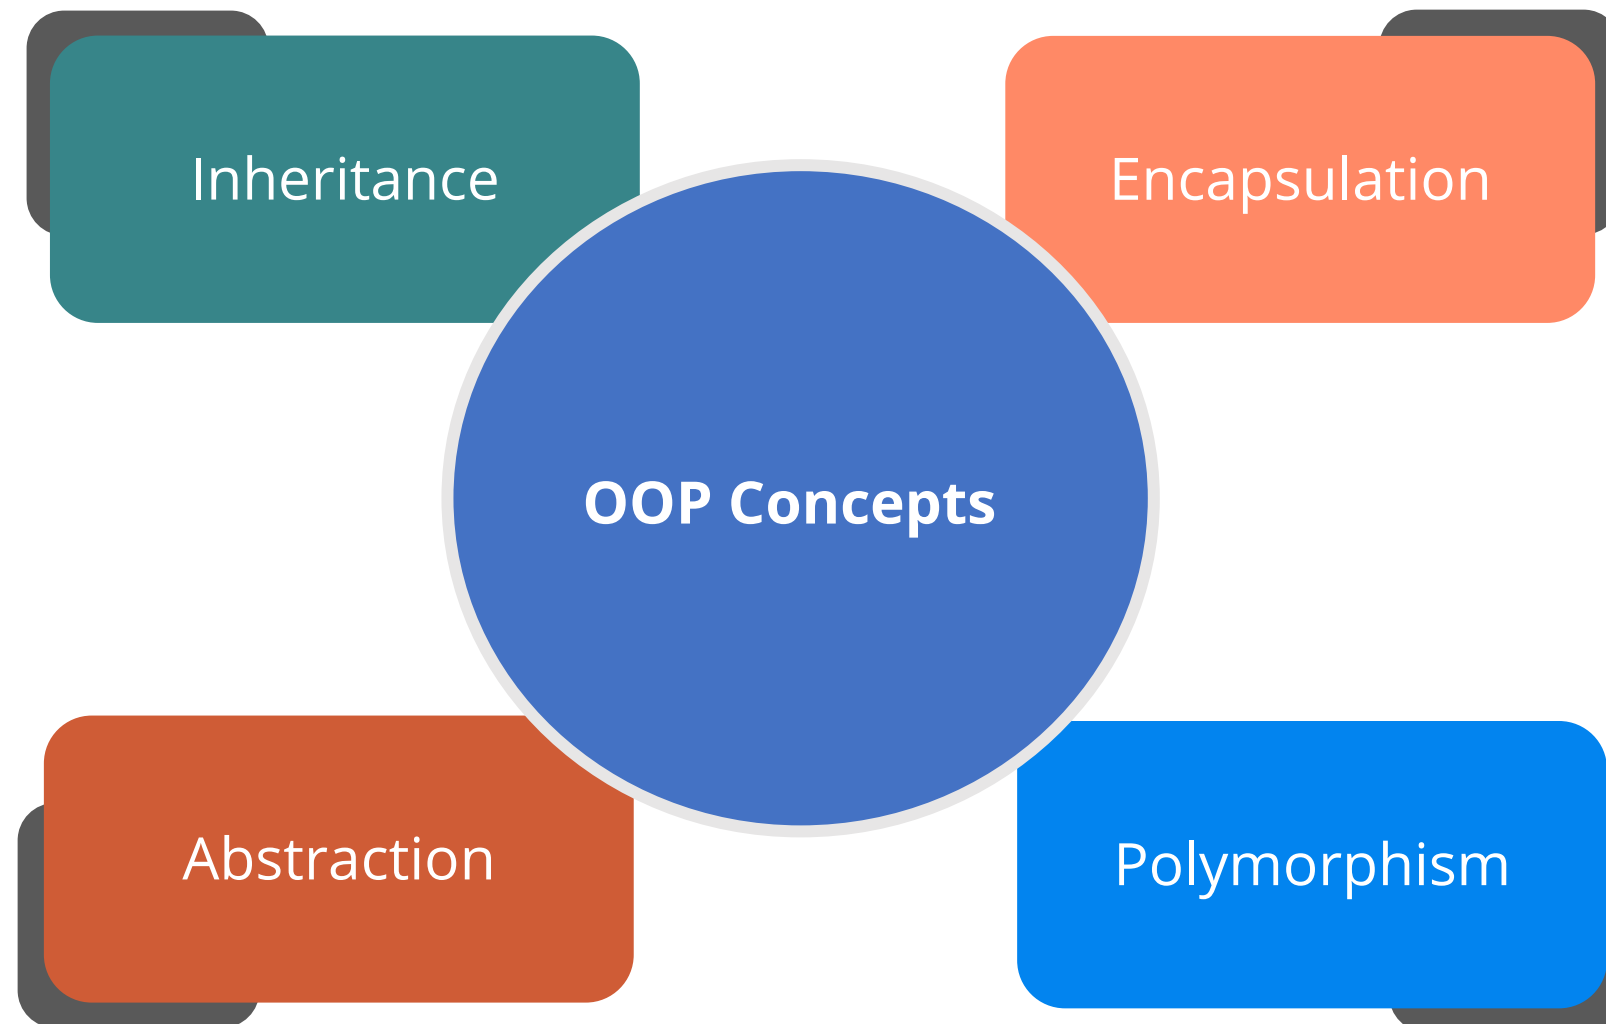 Inheritance
Encapsulation
OOP Concepts
Abstraction
Polymorphism